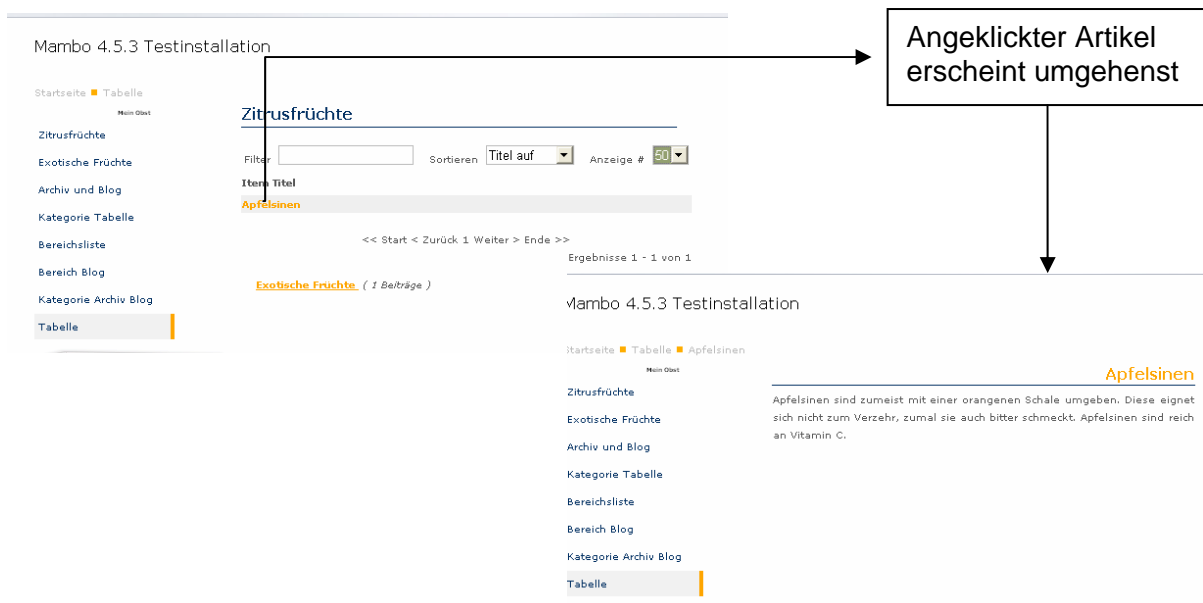 Mambo 4.5.3 Testinstallation
Startseite Tabelle
Mein Obst
Zitrusfrüchte
Exotische Früchte
Archiv und Blog
Kategorie Tabelle
Bereichsliste
Bereich Blog
Kategorie Archiv Blog
Tabelle
Zitrusfrüchte
Filter Sortieren Titel auf Anzeige # 50
Item Titel
Apfelsinen
<< Start < Zurück 1 Weiter > Ende >>
Ergebnisse 1 - 1 von 1
Exotische Früchte ( 1 Beiträge )
Angeklickter Artikel
erscheint umgehenst
Mambo 4.5.3 Testinstallation
Startseite Tabelle Apfelsinen
Mein Obst
Zitrusfrüchte
Exotische Früchte
Archiv und Blog
Kategorie Tabelle
Bereichsliste
Bereich Blog
Kategorie Archiv Blog
Tabelle
Apfelsinen
Apfelsinen sind zumeist mit einer orangenen Schale umgeben. Diese eignet
sich nicht zum Verzehr, zumal sie auch bitter schmeckt. Apfelsinen sind reich
an Vitamin C.